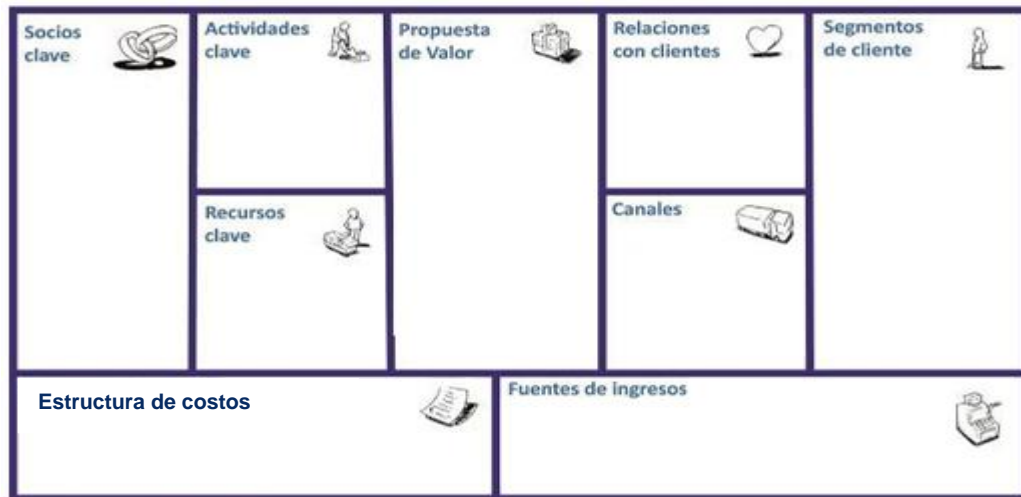 Socios
clave
Actividades
clave
Propuesta
de Valor
Relaciones
con clientes
Segmentos
de cliente
Recursos
clave
Canales
Estructura de costos
Fuentes de ingresos